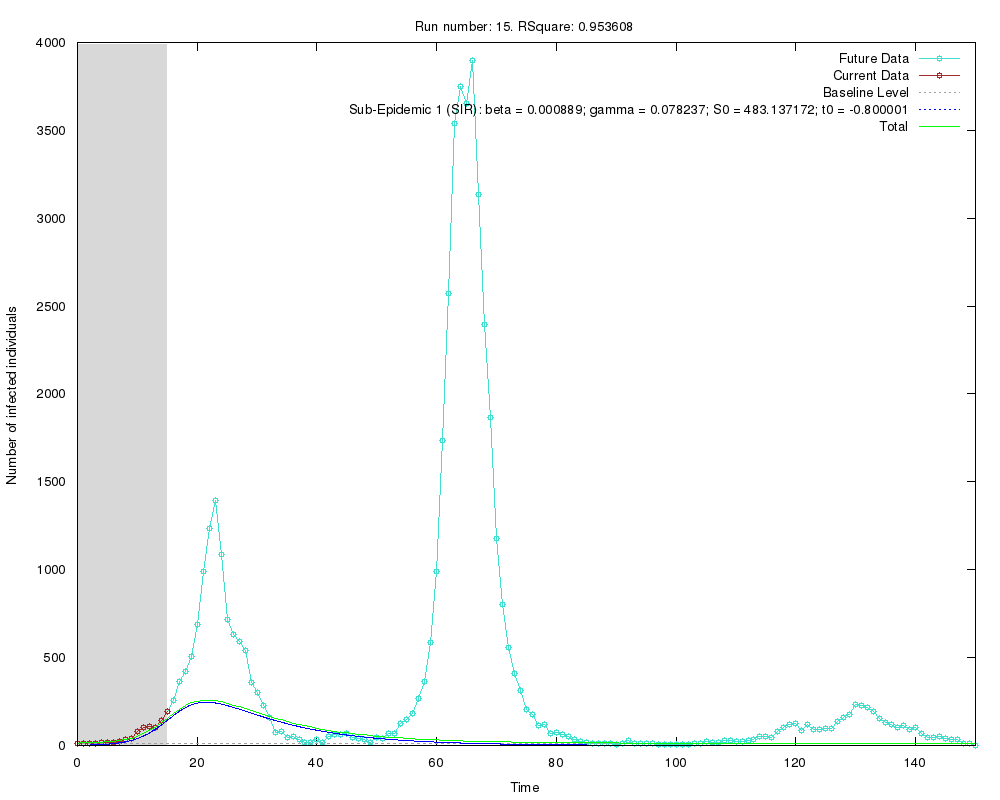 Run number: 15. RSquare: 0.953608
Future Data
Current Data
Baseline Level
Sub-Epidemic 1 (SIR): beta = 0.000889; gamma = 0.078237; S0 = 483.137172; t0 = -0.800001
Total
4000
3500
3000
2500
2000
1500
1000
500
0
Number of infected individuals
0 20 40 60 80 100 120 140
Time